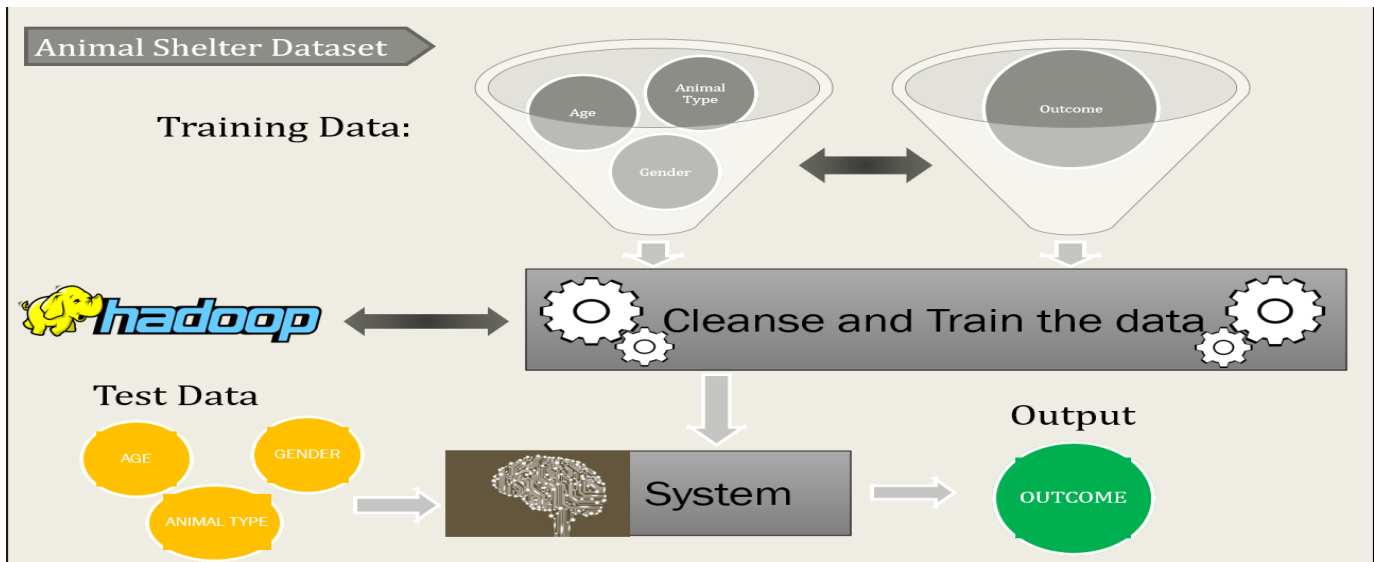 Animal Shelter Dataset
Training Data:
Age
Animal
Type
Gender
Outcome
hadoop
Cleanse and Train the data
Test Data
AGE
GENDER
ANIMAL TYPE
System
Output
OUTCOME